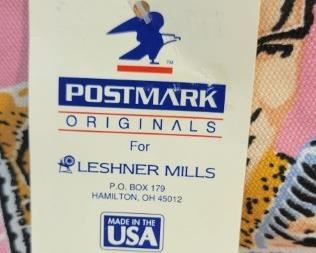 TM
POSTMARK
ORIGINALS
For
LESHNER MILLS
P.O. BOX 179
HAMILTON, OH 45012
MADE IN THE
USA